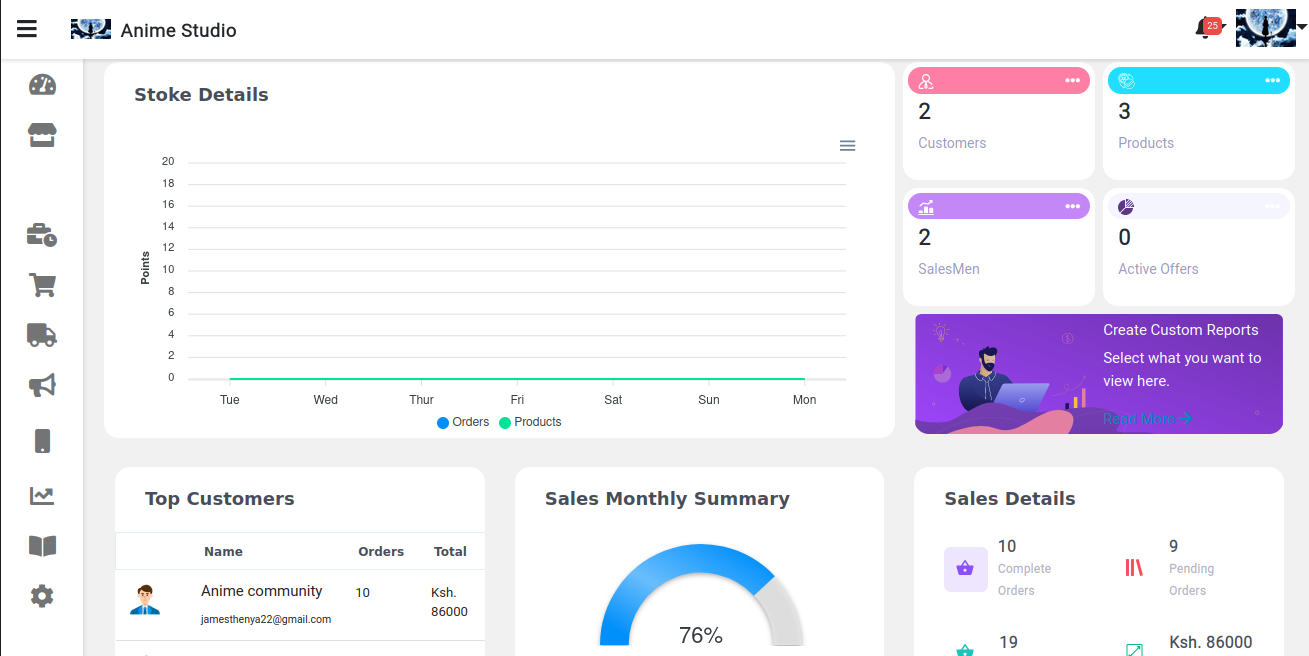 Anime Studio
25
Stoke Details
20
18
16
14
12
10
8
6
4
2
0
Points
Tue Wed Thur Fri Sat Sun Mon
Orders Products
2
Customers
3
Products
2
SalesMen
0
Active Offers
Create Custom Reports
Select what you want to
view here.
Read More
Top Customers
Name Orders Total
Anime community
jamesthenya22@gmail.com
10
Ksh.
86000
Sales Monthly Summary
76%
Sales Details
10
Complete
Orders
9
Pending
Orders
19
Ksh. 86000